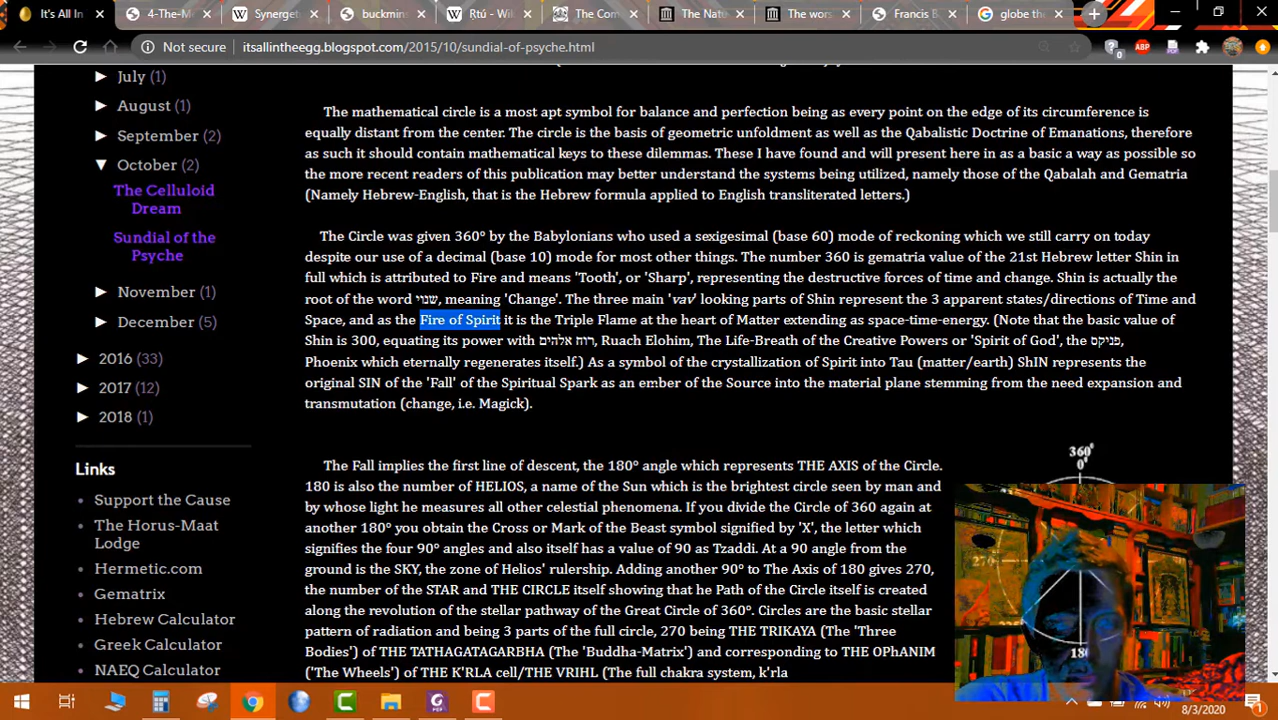 It's All In
4-The-M
Synerget
buckmins
Ṛtú - Wil
The Com
The Nate
The wors
Francis B
globe the
Not secure
itsallintheegg.blogspot.com/2015/10/sundial-of-psyche.html
0
ABP
► July (1)
► August (1)
► September (2)
▼ October (2)
The Celluloid
Dream
Sundial of the
Psyche
► November (1)
► December (5)
► 2016 (33)
► 2017 (12)
► 2018 (1)
Links
Support the Cause
The Horus-Maat
Lodge
Hermetic.com
Gematrix
Hebrew Calculator
Greek Calculator
NAEQ Calculator
The mathematical circle is a most apt symbol for balance and perfection being as every point on the edge of its circumference is
equally distant from the center. The circle is the basis of geometric unfoldment as well as the Qabalistic Doctrine of Emanations, therefore
as such it should contain mathematical keys to these dilemmas. These I have found and will present here in as a basic a way as possible so
the more recent readers of this publication may better understand the systems being utilized, namely those of the Qabalah and Gematria
(Namely Hebrew-English, that is the Hebrew formula applied to English transliterated letters.)
The Circle was given 360° by the Babylonians who used a sexigesimal (base 60) mode of reckoning which we still carry on today
despite our use of a decimal (base 10) mode for most other things. The number 360 is gematria value of the 21st Hebrew letter Shin in
full which is attributed to Fire and means 'Tooth', or 'Sharp', representing the destructive forces of time and change. Shin is actually the
root of the word שנוי, meaning 'Change'. The three main 'vav' looking parts of Shin represent the 3 apparent states/directions of Time and
Space, and as the Fire of Spirit it is the Triple Flame at the heart of Matter extending as space-time-energy. (Note that the basic value of
Shin is 300, equating its power with רוח אלהים, Ruach Elohim, The Life-Breath of the Creative Powers or 'Spirit of God', the פניקס,
Phoenix which eternally regenerates itself.) As a symbol of the crystallization of Spirit into Tau (matter/earth) ShIN represents the
original SIN of the 'Fall' of the Spiritual Spark as an ember of the Source into the material plane stemming from the need expansion and
transmutation (change, i.e. Magick).
The Fall implies the first line of descent, the 180° angle which represents THE AXIS of the Circle.
180 is also the number of HELIOS, a name of the Sun which is the brightest circle seen by man and
by whose light he measures all other celestial phenomena. If you divide the Circle of 360 again at
another 180° you obtain the Cross or Mark of the Beast symbol signified by 'X', the letter which
signifies the four 90° angles and also itself has a value of 90 as Tzaddi. At a 90 angle from the
ground is the SKY, the zone of Helios' rulership. Adding another 90° to The Axis of 180 gives 270,
the number of the STAR and THE CIRCLE itself showing that he Path of the Circle itself is created
along the revolution of the stellar pathway of the Great Circle of 360°. Circles are the basic stellar
pattern of radiation and being 3 parts of the full circle, 270 being THE TRIKAYA (The 'Three
Bodies') of THE TATHAGATAGARBHA (The 'Buddha-Matrix') and corresponding to THE OPhANIM
('The Wheels') of THE K'RLA cell/THE VRIHL (The full chakra system, k'rla
360°
0°
270
180
8/3/2020
1